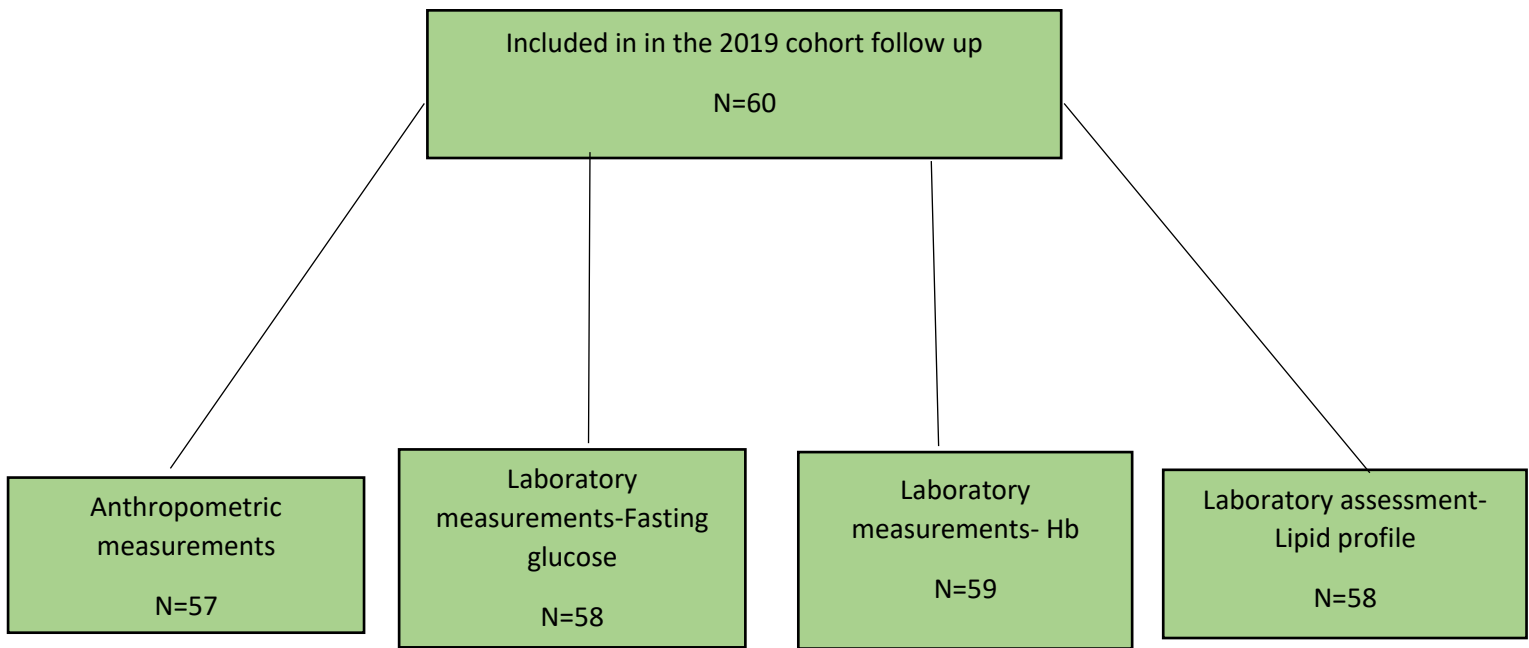 Included in in the 2019 cohort follow up
N=60
Anthropometric
measurements
N=57
Laboratory
measurements-Fasting
glucose
N=58
Laboratory
measurements- Hb
N=59
Laboratory assessment-
Lipid profile
N=58